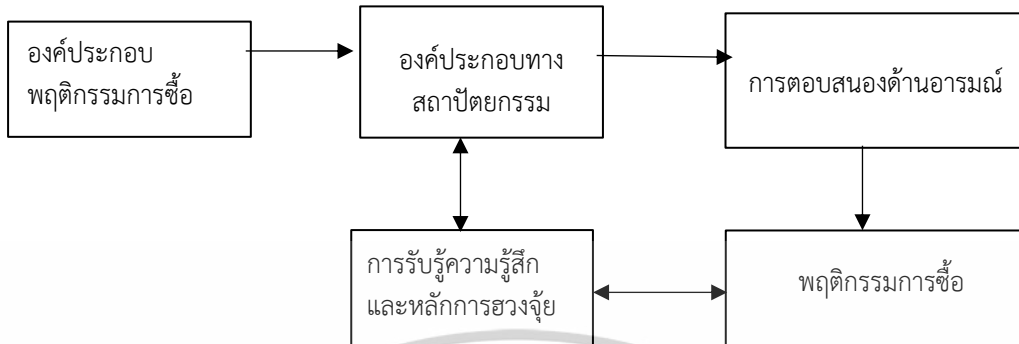 องค์ประกอบ
พฤติกรรมการซื้อ
องค์ประกอบทาง
สถาปัตยกรรม
การตอบสนองด้านอารมณ์
การรับรู้ความรู้สึก
และหลักการฮวงจุ้ย
พฤติกรรมการซื้อ